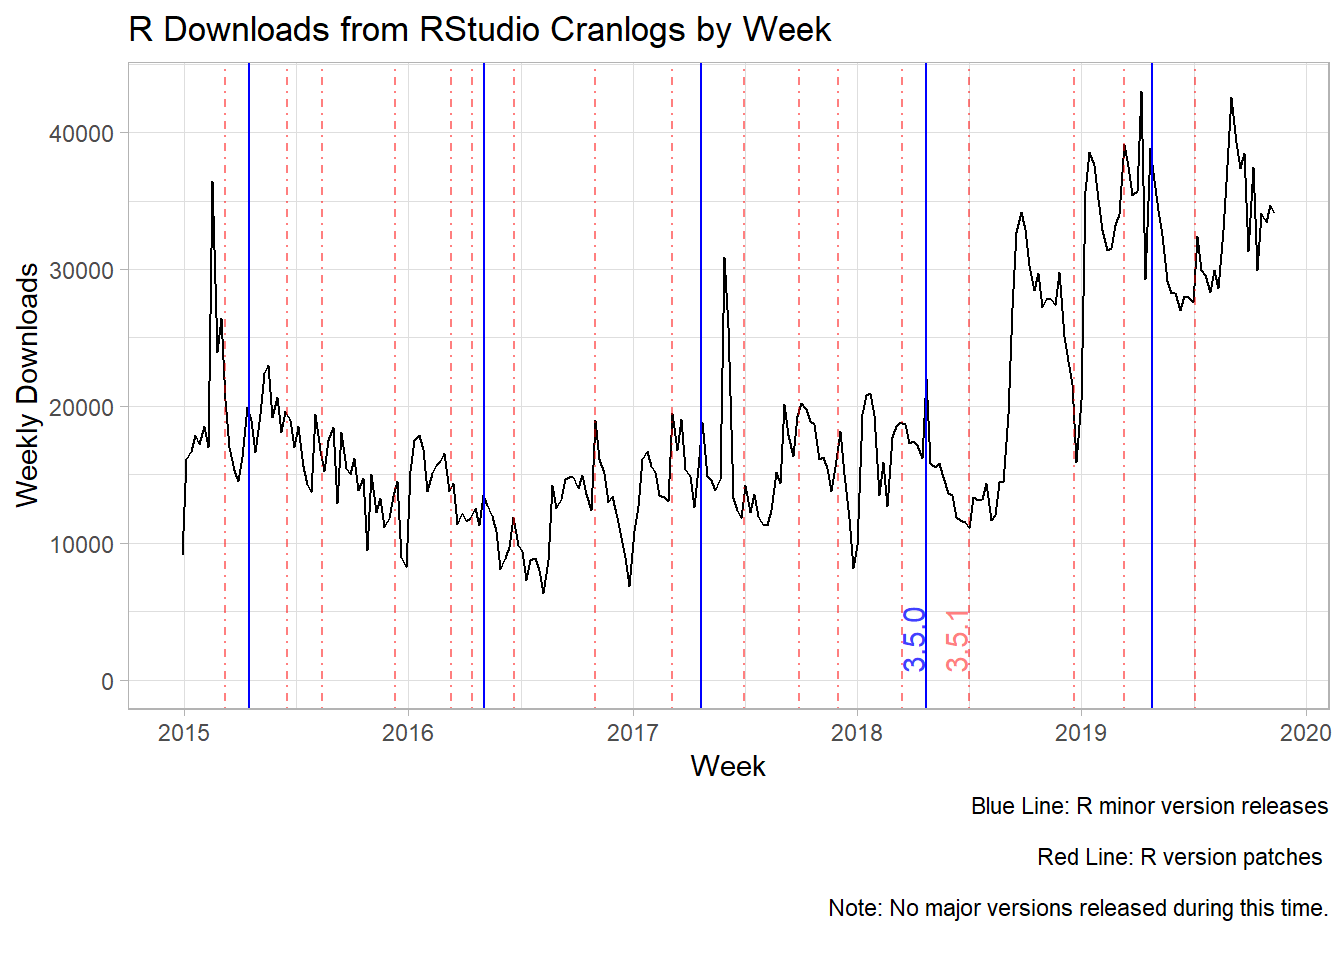 R Downloads from RStudio Cranlogs by Week
Weekly Downloads
40000
30000
20000
10000
0
3.5.0
3.5.1
2015 2016 2017 2018 2019 2020
Week
Blue Line: R minor version releases
Red Line: R version patches
Note: No major versions released during this time.